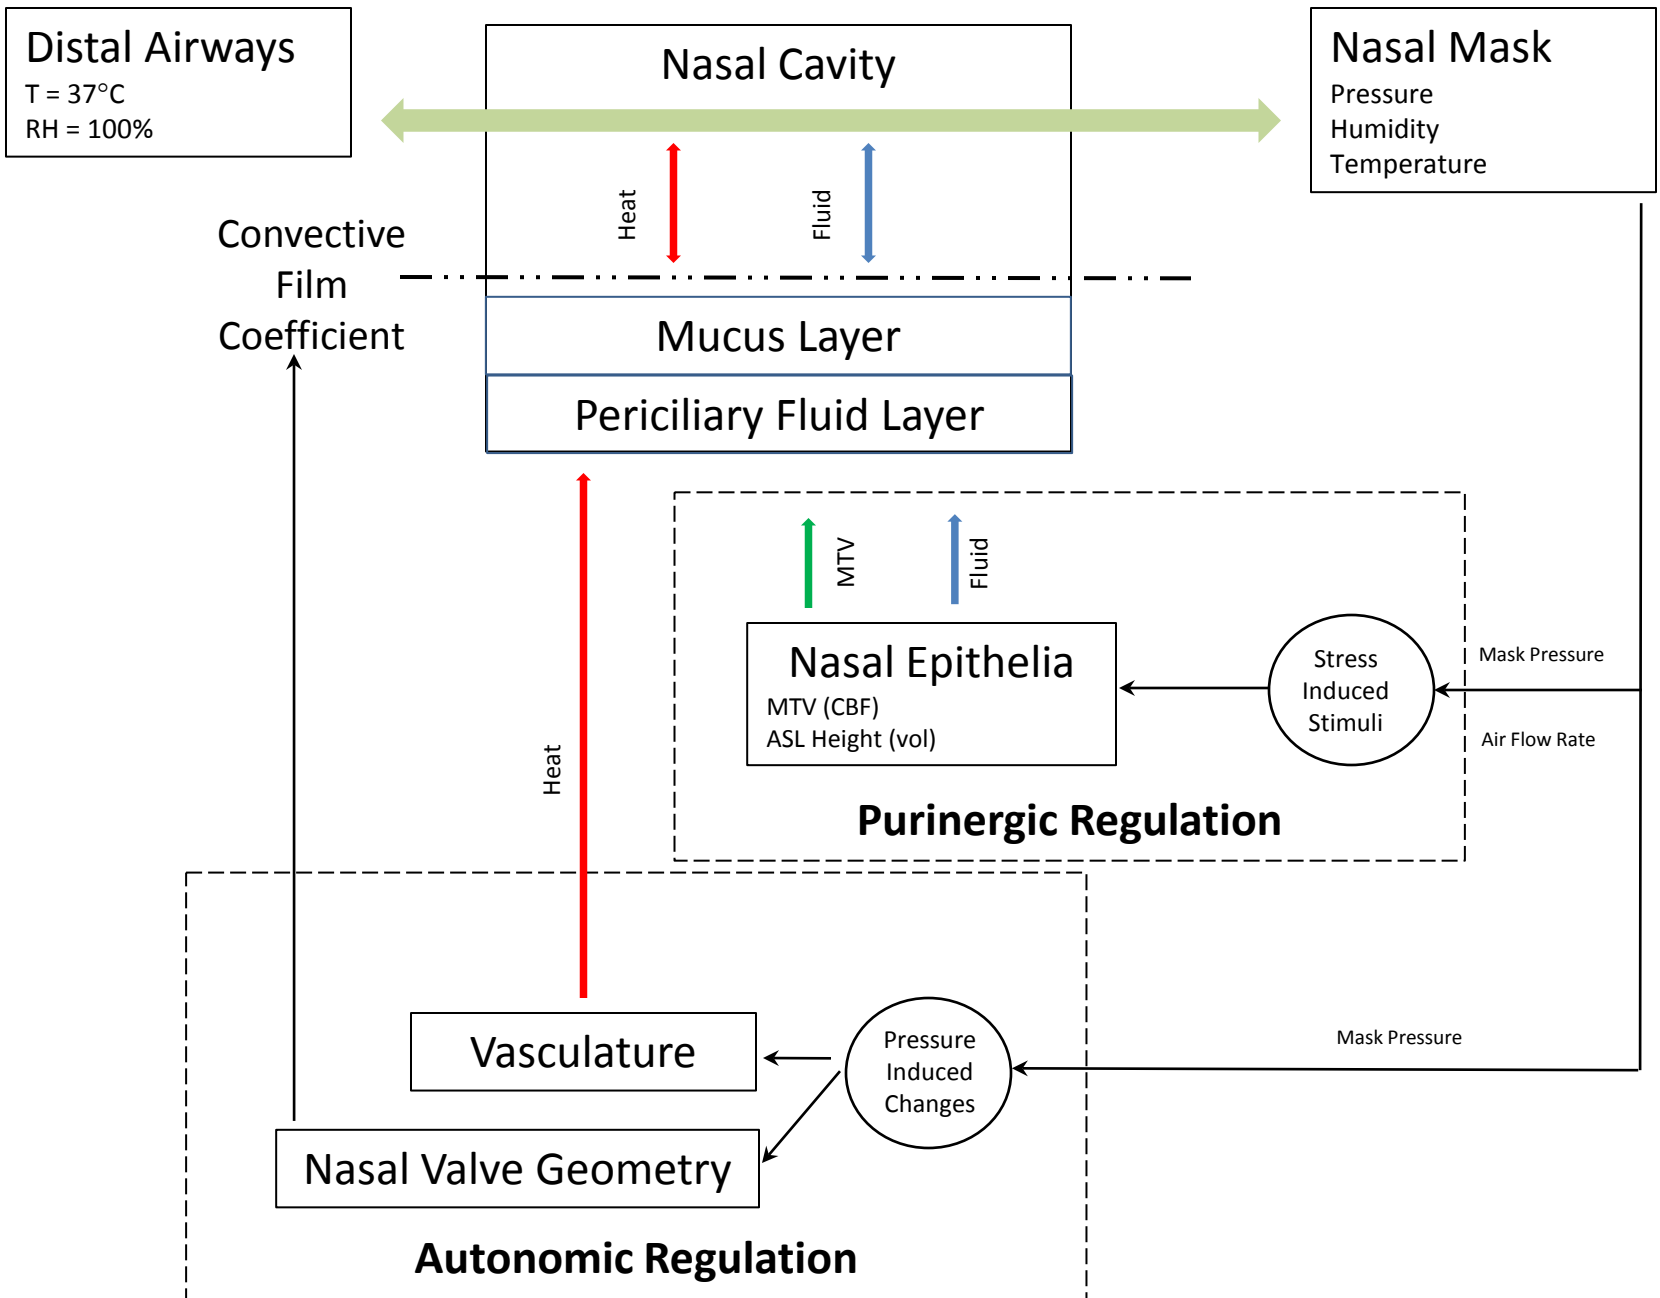 Distal Airways
T = 37°C
RH = 100%
Nasal Cavity
Nasal Mask
Pressure
Humidity
Temperature
Heat
Fluid
Convective
Film
Coefficient
Mucus Layer
Periciliary Fluid Layer
MTV
Fluid
Nasal Epithelia
MTV (CBF)
ASL Height (vol)
Stress
Induced
Stimuli
Mask Pressure
Air Flow Rate
Purinergic Regulation
Heat
Vasculature
Pressure
Induced
Changes
Mask Pressure
Nasal Valve Geometry
Autonomic Regulation